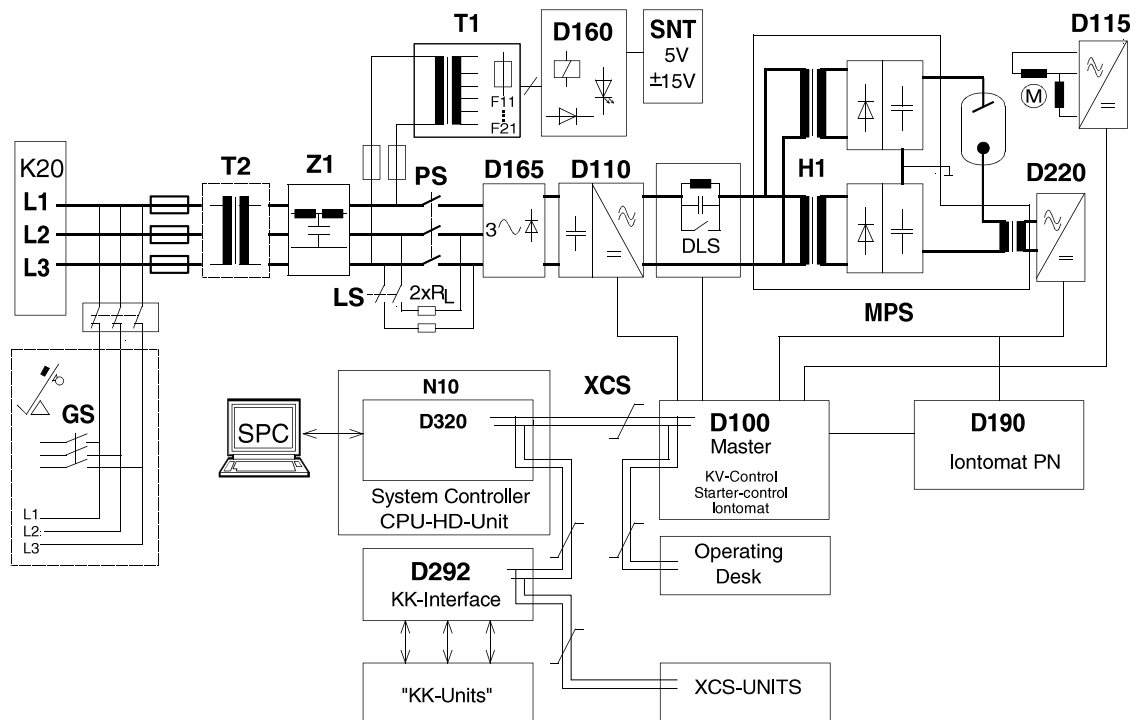 T1
D160
SNT
5V
±15V
D115
F11
F21
M
K20
L1
L2
L3
T2
Z1
PS
D165
3
D110
DLS
H1
D220
LS
2xRL
MPS
GS
L1
L2
L3
SPC
N10
D320
System Controller
CPU-HD-Unit
XCS
D100
Master
KV-Control
Starter-control
Iontomat
D190
Iontomat PN
D292
KK-Interface
Operating
Desk
"KK-Units"
XCS-UNITS